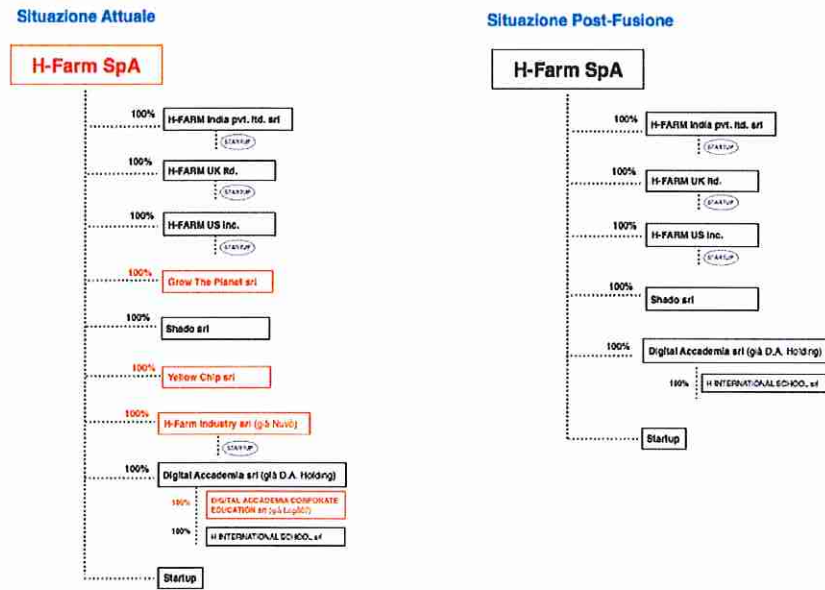 Situazione Attuale
H-Farm SpA
100%
H-FARM India pvt. ltd. srl
STARTUP
100%
H-FARM UK ltd.
STARTUP
100%
H-FARM US Inc.
STARTUP
100%
Grow The Planet srl
100%
Shado srl
100%
Yellow Chip srl
100%
H-Farm Industry srl (già Nuvò)
STARTUP
100%
Digital Accademia srl (già D.A. Holding)
100%
DIGITAL ACCADEMIA CORPORATE
EDUCATION srl (già
100%
H INTERNATIONAL SCHOOL srl
Startup
Situazione Post-Fusione
H-Farm SpA
100%
H-FARM India pvt. ltd. srl
STARTUP
100%
H-FARM UK ltd.
STARTUP
100%
H-FARM US Inc.
STARTUP
100%
Shado srl
100%
Digital Accademia srl (già D.A. Holding)
100%
H INTERNATIONAL SCHOOL srl
Startup